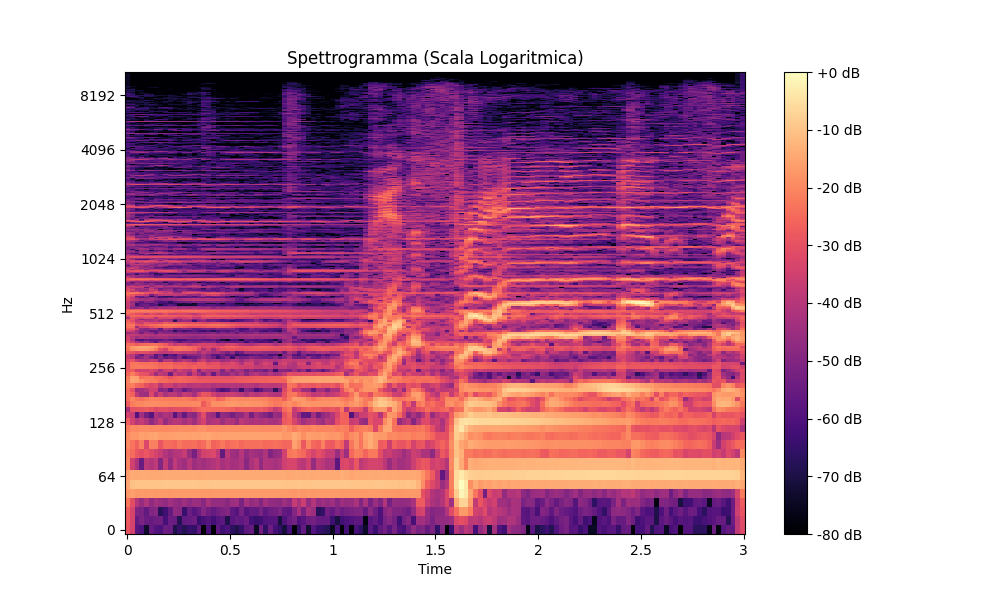 Spettrogramma (Scala Logaritmica)
Hz
8192
4096
2048
1024
512
256
128
64
0
0 0.5 1 1.5 2 2.5 3
Time
+0 dB
-10 dB
-20 dB
-30 dB
-40 dB
-50 dB
-60 dB
-70 dB
-80 dB